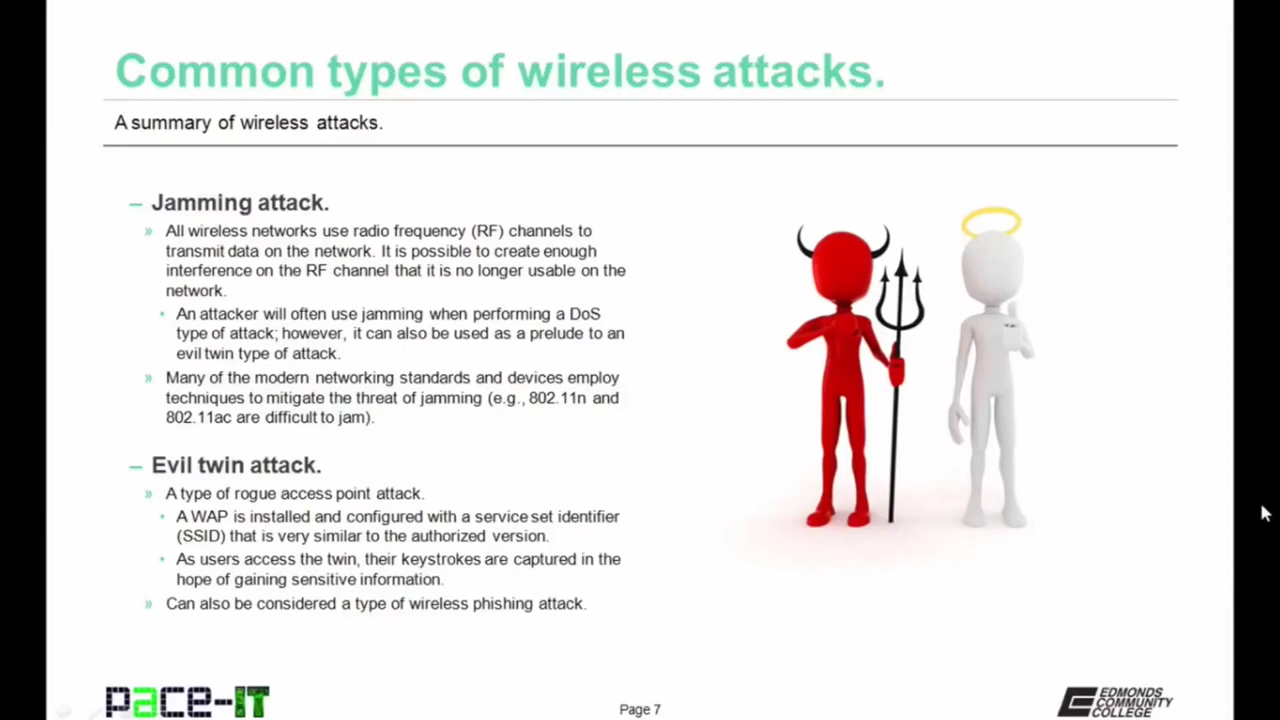 Common types of wireless attacks.
A summary of wireless attacks.
– Jamming attack.
» All wireless networks use radio frequency (RF) channels to
transmit data on the network. It is possible to create enough
interference on the RF channel that it is no longer usable on the
network.
• An attacker will often use jamming when performing a DoS
type of attack; however, it can also be used as a prelude to an
evil twin type of attack.
» Many of the modern networking standards and devices employ
techniques to mitigate the threat of jamming (e.g., 802.11n and
802.11ac are difficult to jam).
– Evil twin attack.
» A type of rogue access point attack.
• A WAP is installed and configured with a service set identifier
(SSID) that is very similar to the authorized version.
• As users access the twin, their keystrokes are captured in the
hope of gaining sensitive information.
» Can also be considered a type of wireless phishing attack.
pace-IT
Page 7
EDMONDS
COMMUNITY
COLLEGE